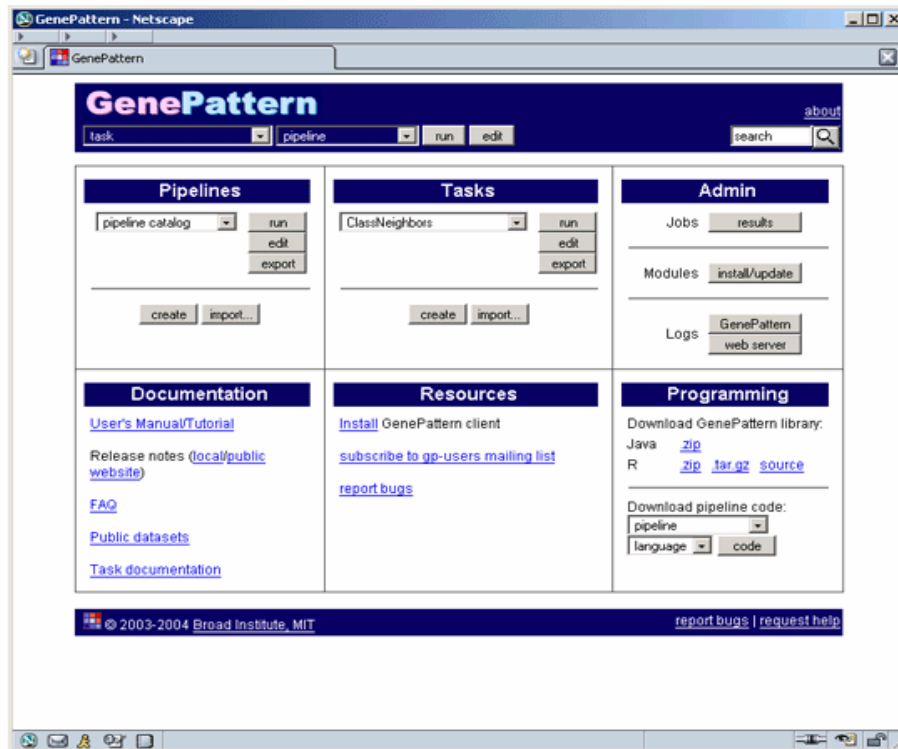 GenePattern - Netscape
GenePattern
GenePattern
about
task pipeline run edit search
Pipelines
pipeline catalog run
edit
export
create import...
Tasks
ClassNeighbors run
edit
export
create import...
Admin
Jobs results
Modules install/update
Logs GenePattern
web server
Documentation
User's Manual/Tutorial
Release notes (local/public
website)
FAQ
Public datasets
Task documentation
Resources
Install GenePattern client
subscribe to gp-users mailing list
report bugs
Programming
Download GenePattern library:
Java .zip
R .zip .tar.gz source
Download pipeline code:
pipeline
language code
© 2003-2004 Broad Institute, MIT
report bugs | request help